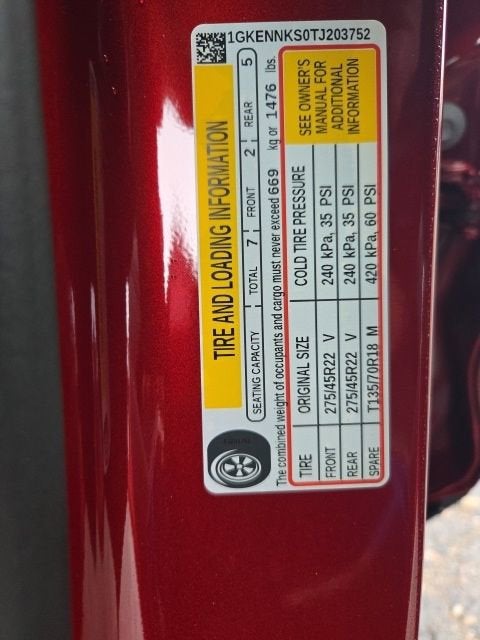 1GKENNKS0TJ203752
TIRE AND LOADING INFORMATION
SEATING CAPACITY TOTAL 7 FRONT 2 REAR 5
The combined weight of occupants and cargo must never exceed 669 kg or 1476 lbs.
TIRE ORIGINAL SIZE COLD TIRE PRESSURE
FRONT 275/45R22 V 240 kPa, 35 PSI
REAR 275/45R22 V 240 kPa, 35 PSI
SPARE T135/70R18 M 420 kPa, 60 PSI
SEE OWNER'S
MANUAL FOR
ADDITIONAL
INFORMATION